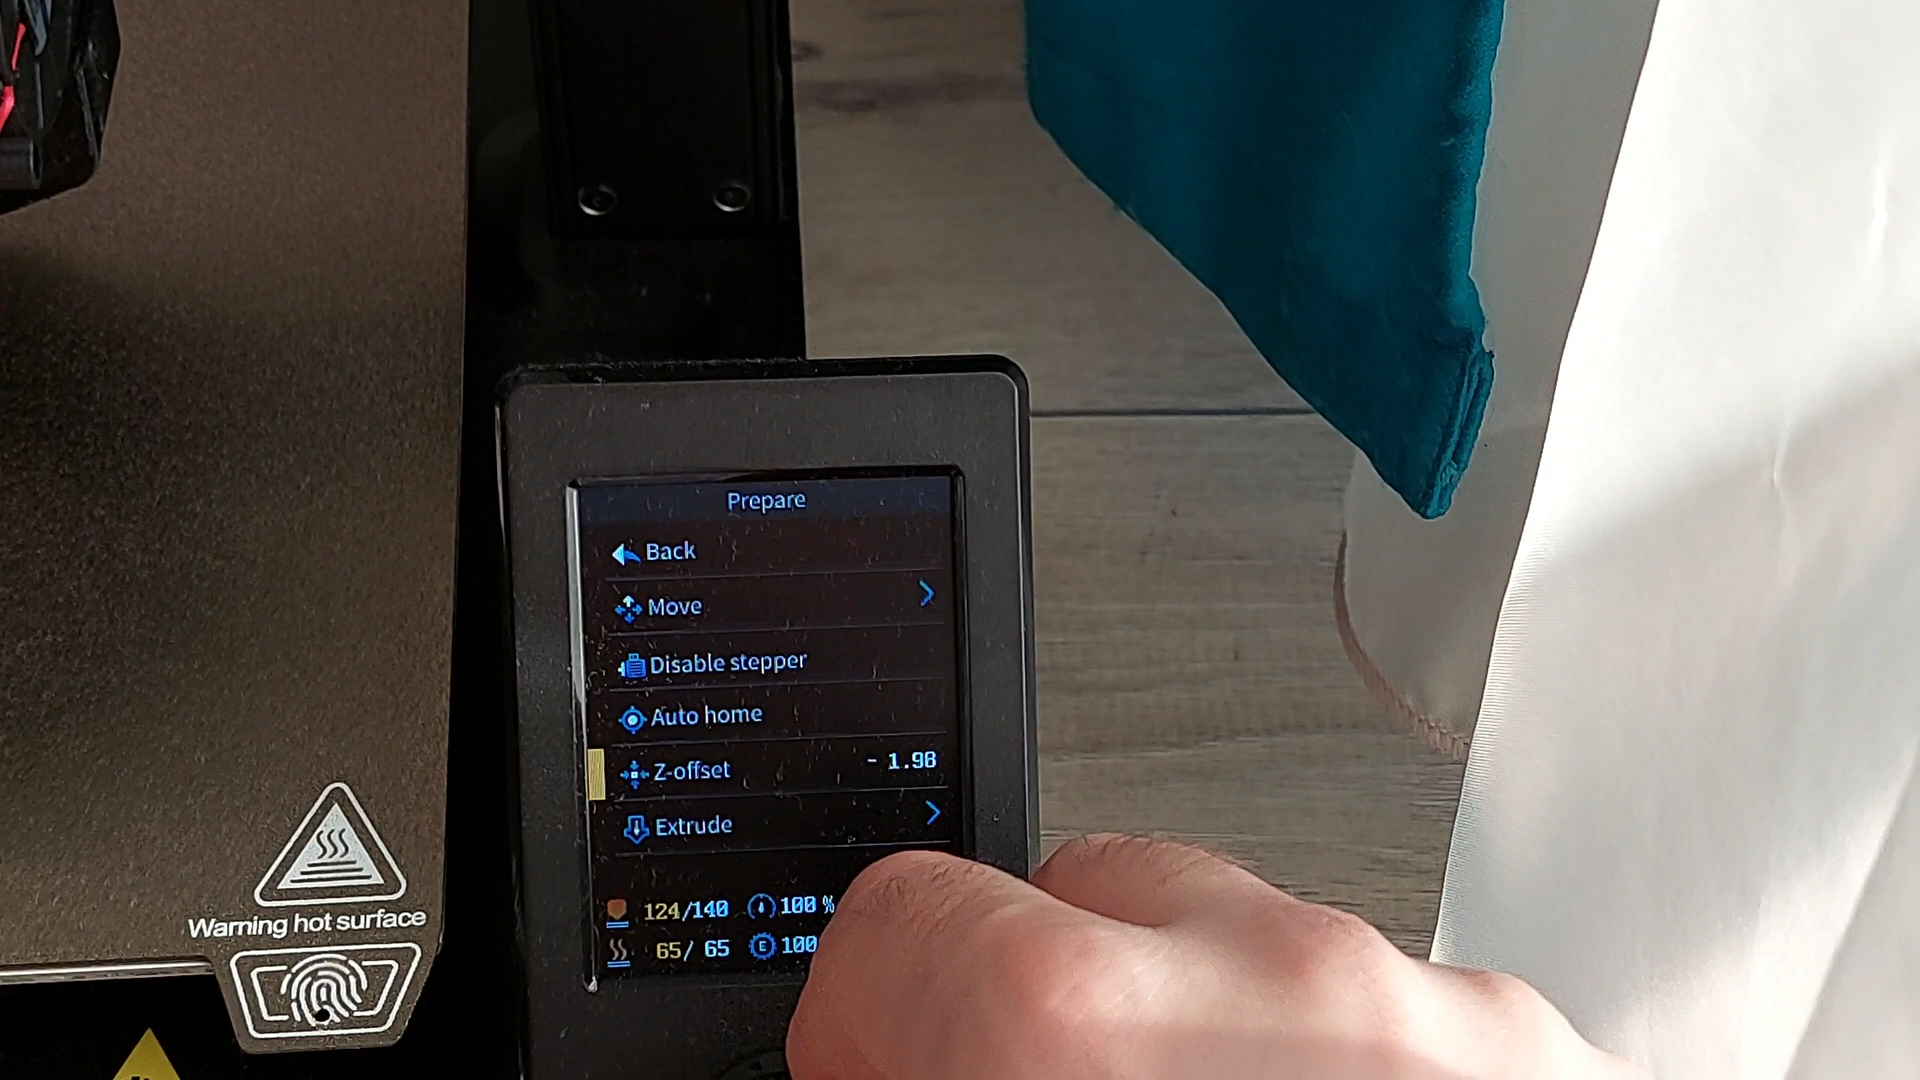 Prepare
Back
Move
Disable stepper
Auto home
Z-offset - 1.98
Extrude
124/140 100 %
65/ 65 E 100
Warning hot surface